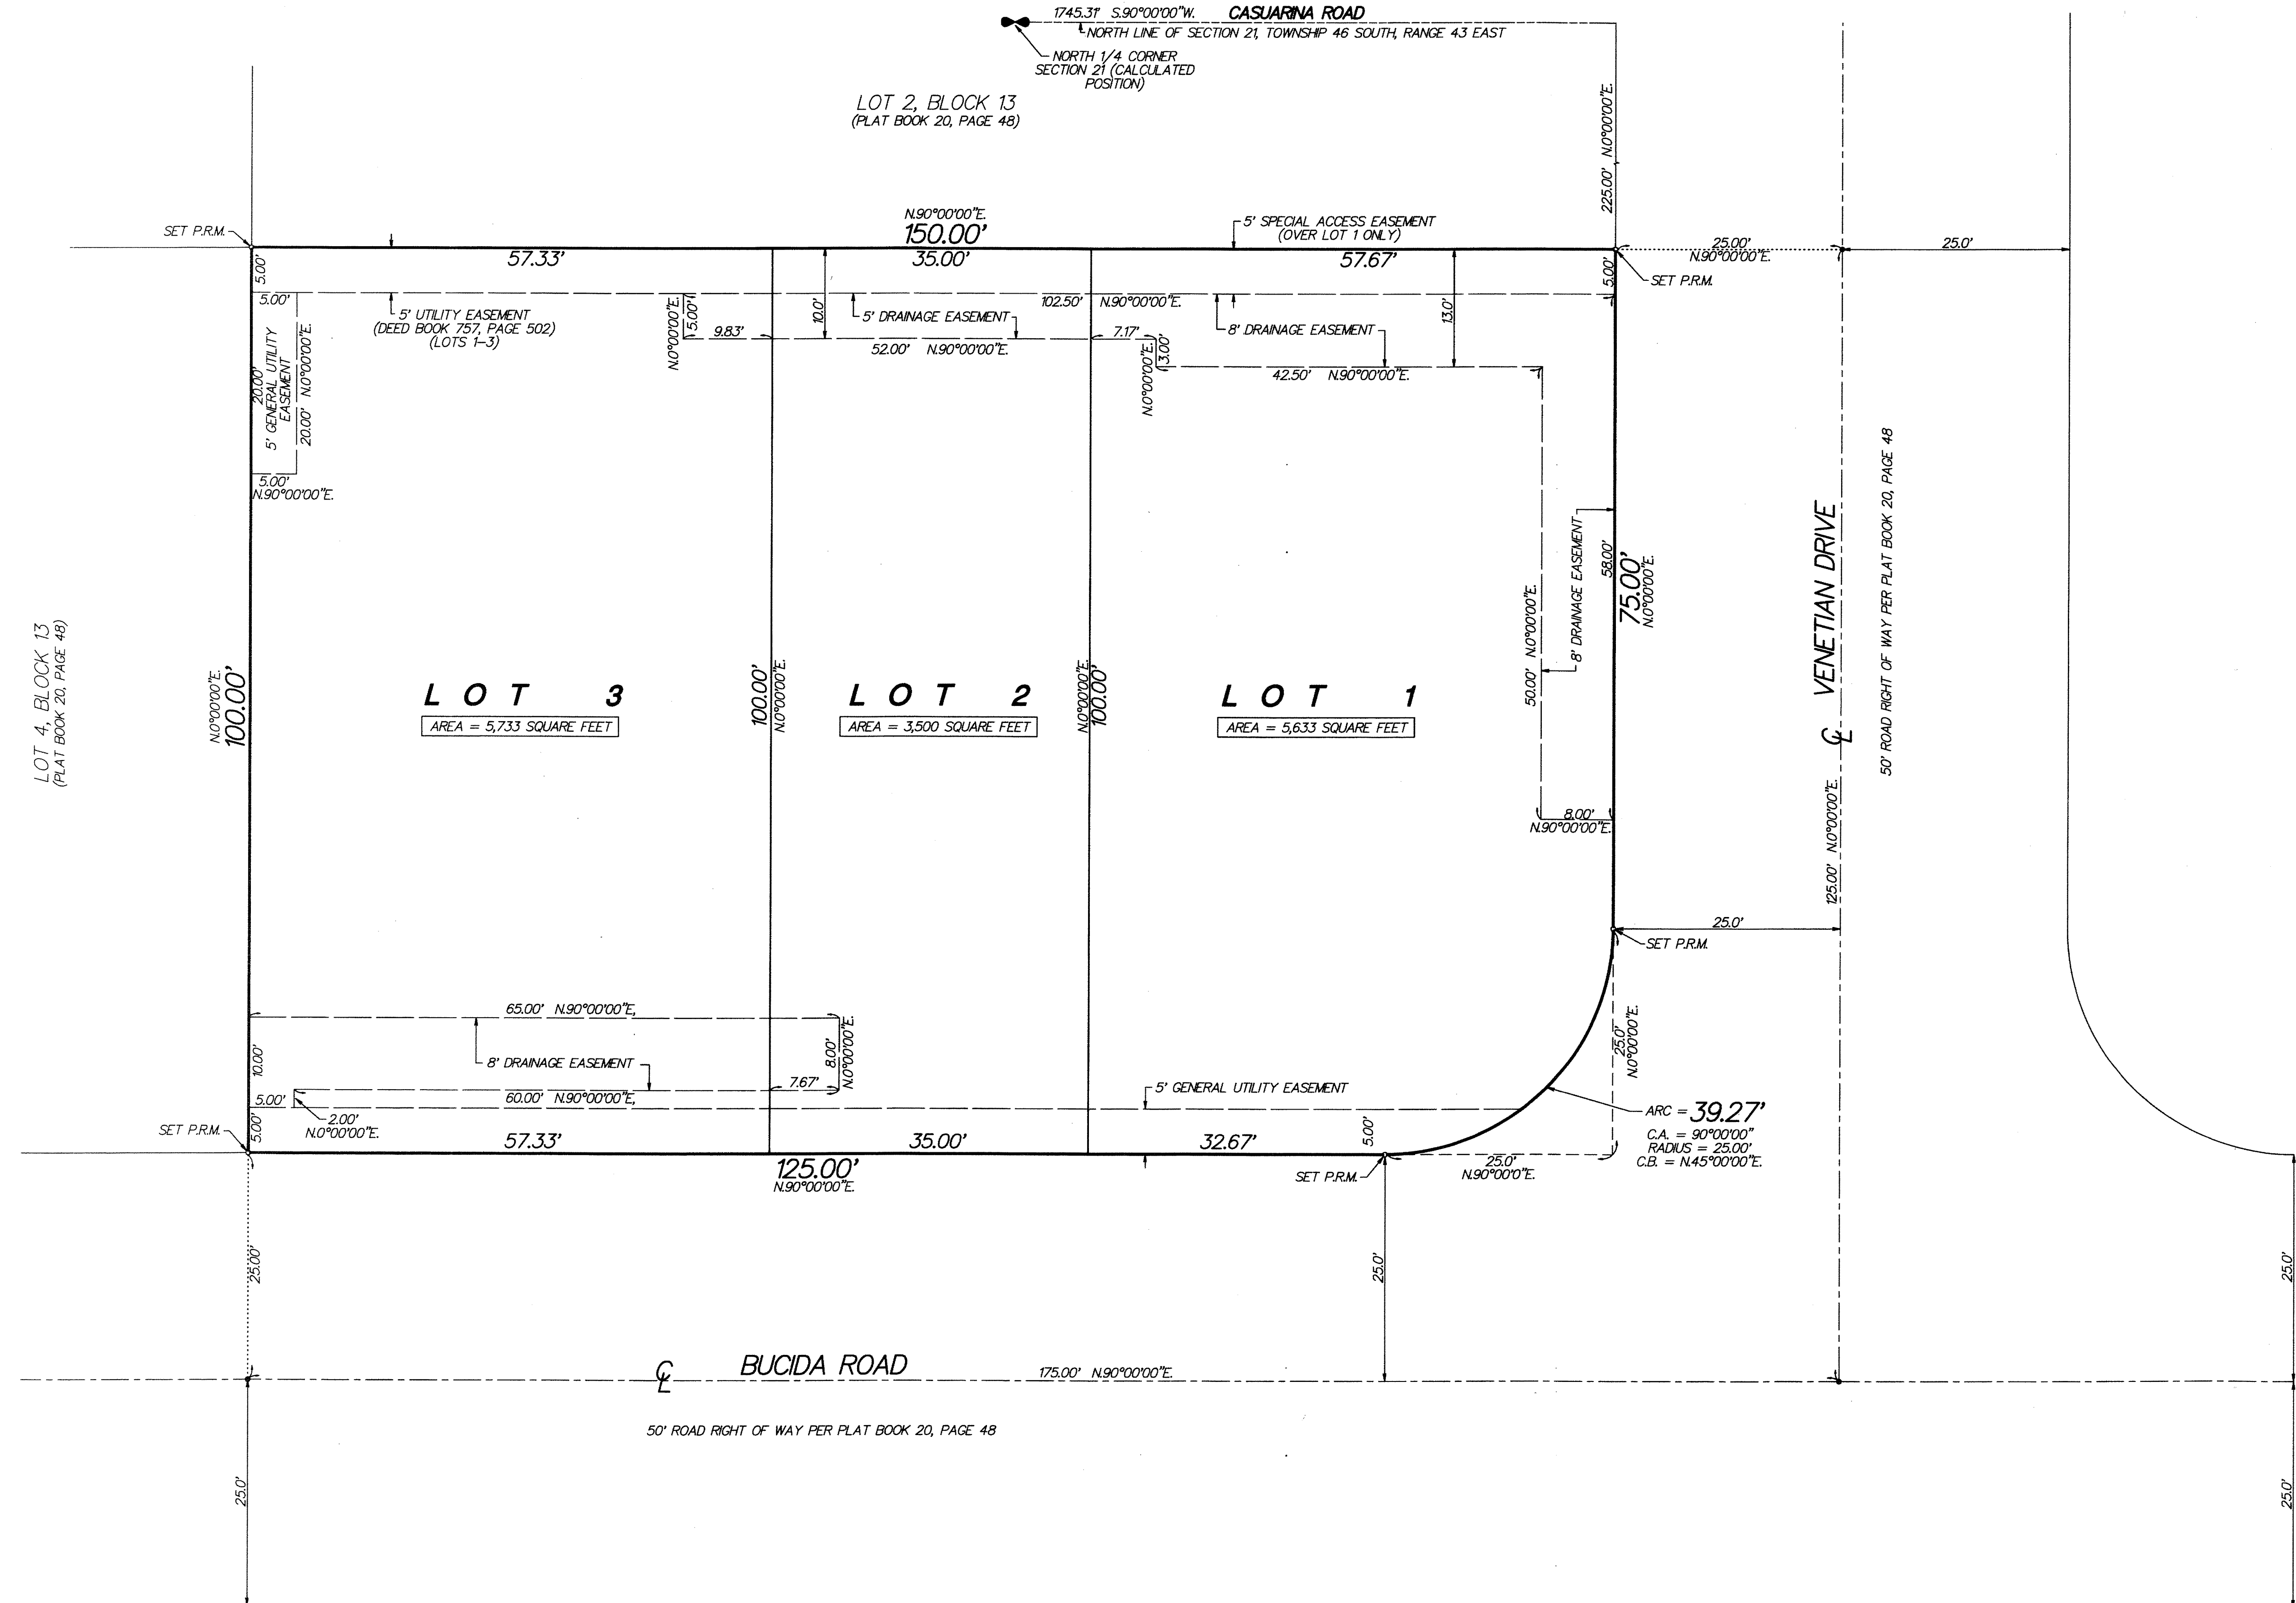 1745.31' S.90°00'00"W. CASUARINA ROAD
NORTH LINE OF SECTION 21, TOWNSHIP 46 SOUTH, RANGE 43 EAST
NORTH 1/4 CORNER
SECTION 21 (CALCULATED
POSITION)
LOT 2, BLOCK 13
(PLAT BOOK 20, PAGE 48)
225.00' N.0°00'00"E.
SET P.R.M.
N.90°00'00"E.
150.00'
5' SPECIAL ACCESS EASEMENT
(OVER LOT 1 ONLY)
25.00'
N.90°00'00"E.
25.0'
SET P.R.M.
57.33'
35.00'
57.67'
5.00'
5.00'
5.00'
5' UTILITY EASEMENT
(DEED BOOK 757, PAGE 502)
(LOTS 1-3)
N.0°00'00"E.
5.00'
9.83'
10.0'
5' DRAINAGE EASEMENT
102.50' N.90°00'00"E.
52.00' N.90°00'00"E.
7.17'
N.0°00'00"E.
3.00'
8' DRAINAGE EASEMENT
13.0'
42.50' N.90°00'00"E.
20.00'
5' GENERAL UTILITY
EASEMENT
20.00' N.0°00'00"E.
5.00'
N.90°00'00"E.
LOT 4, BLOCK 13
(PLAT BOOK 20, PAGE 48)
N.0°00'00"E.
100.00'
LOT 3
AREA = 5,733 SQUARE FEET
100.00'
N.0°00'00"E.
LOT 2
AREA = 3,500 SQUARE FEET
N.0°00'00"E.
100.00'
LOT 1
AREA = 5,633 SQUARE FEET
50.00' N.0°00'00"E.
8' DRAINAGE EASEMENT
58.00'
75.00'
N.0°00'00"E.
8.00'
N.90°00'00"E.
℄ VENETIAN DRIVE
125.00' N.0°00'00"E.
50' ROAD RIGHT OF WAY PER PLAT BOOK 20, PAGE 48
25.0'
SET P.R.M.
65.00' N.90°00'00"E.
8' DRAINAGE EASEMENT
8.00'
N.0°00'00"E.
7.67'
10.00'
5.00'
60.00' N.90°00'00"E.
5.00'
2.00'
N.0°00'00"E.
SET P.R.M.
5' GENERAL UTILITY EASEMENT
25.0'
N.0°00'00"E.
ARC = 39.27'
C.A. = 90°00'00"
RADIUS = 25.00'
C.B. = N.45°00'00"E.
57.33'
35.00'
32.67'
5.00'
125.00'
N.90°00'00"E.
SET P.R.M.
25.0'
N.90°00'0"E.
25.00'
25.0'
25.0'
℄ BUCIDA ROAD
175.00' N.90°00'00"E.
50' ROAD RIGHT OF WAY PER PLAT BOOK 20, PAGE 48
25.0'
25.0'